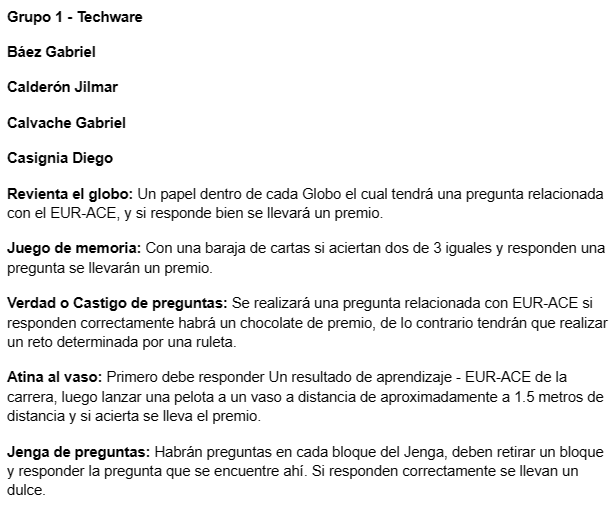 Grupo 1 - Techware
Báez Gabriel
Calderón Jilmar
Calvache Gabriel
Casignia Diego
Revienta el globo: Un papel dentro de cada Globo el cual tendrá una pregunta relacionada
con el EUR-ACE, y si responde bien se llevará un premio.
Juego de memoria: Con una baraja de cartas si aciertan dos de 3 iguales y responden una
pregunta se llevarán un premio.
Verdad o Castigo de preguntas: Se realizará una pregunta relacionada con EUR-ACE si
responden correctamente habrá un chocolate de premio, de lo contrario tendrán que realizar
un reto determinada por una ruleta.
Atina al vaso: Primero debe responder Un resultado de aprendizaje - EUR-ACE de la
carrera, luego lanzar una pelota a un vaso a distancia de aproximadamente a 1.5 metros de
distancia y si acierta se lleva el premio.
Jenga de preguntas: Habrán preguntas en cada bloque del Jenga, deben retirar un bloque
y responder la pregunta que se encuentre ahí. Si responden correctamente se llevan un
dulce.